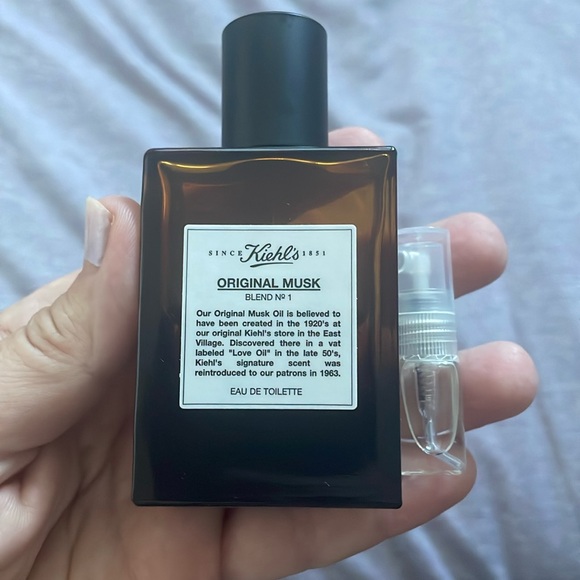 SINCE Kiehl's 1851
ORIGINAL MUSK
BLEND Nº 1
Our Original Musk Oil is believed to
have been created in the 1920's at
our original Kiehl's store in the East
Village. Discovered there in a vat
labeled "Love Oil" in the late 50's,
Kiehl's signature scent was
reintroduced to our patrons in 1963.
EAU DE TOILETTE